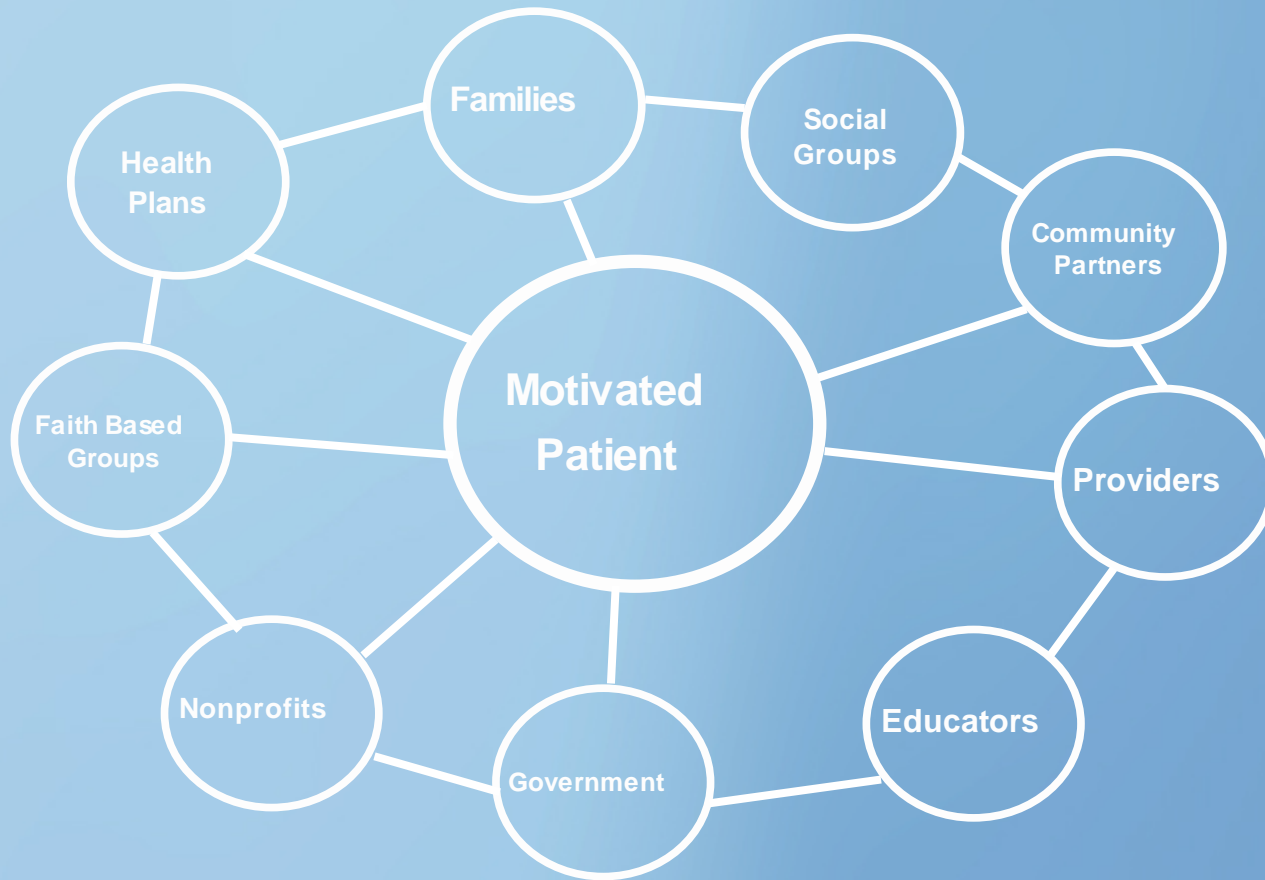 Families
Social
Groups
Health
Plans
Community
Partners
Motivated
Patient
Faith Based
Groups
Providers
Nonprofits
Educators
Government